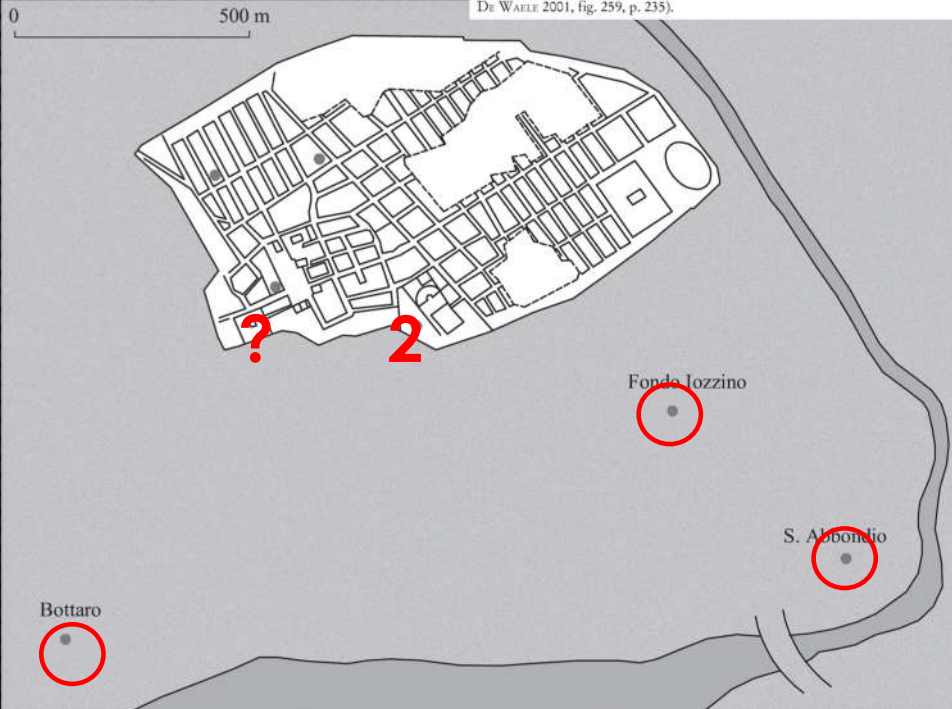 0 500 m
DE WAELE 2001, fig. 259, p. 235).
? 2
Fondo Iozzino
S. Abbondio
Bottaro